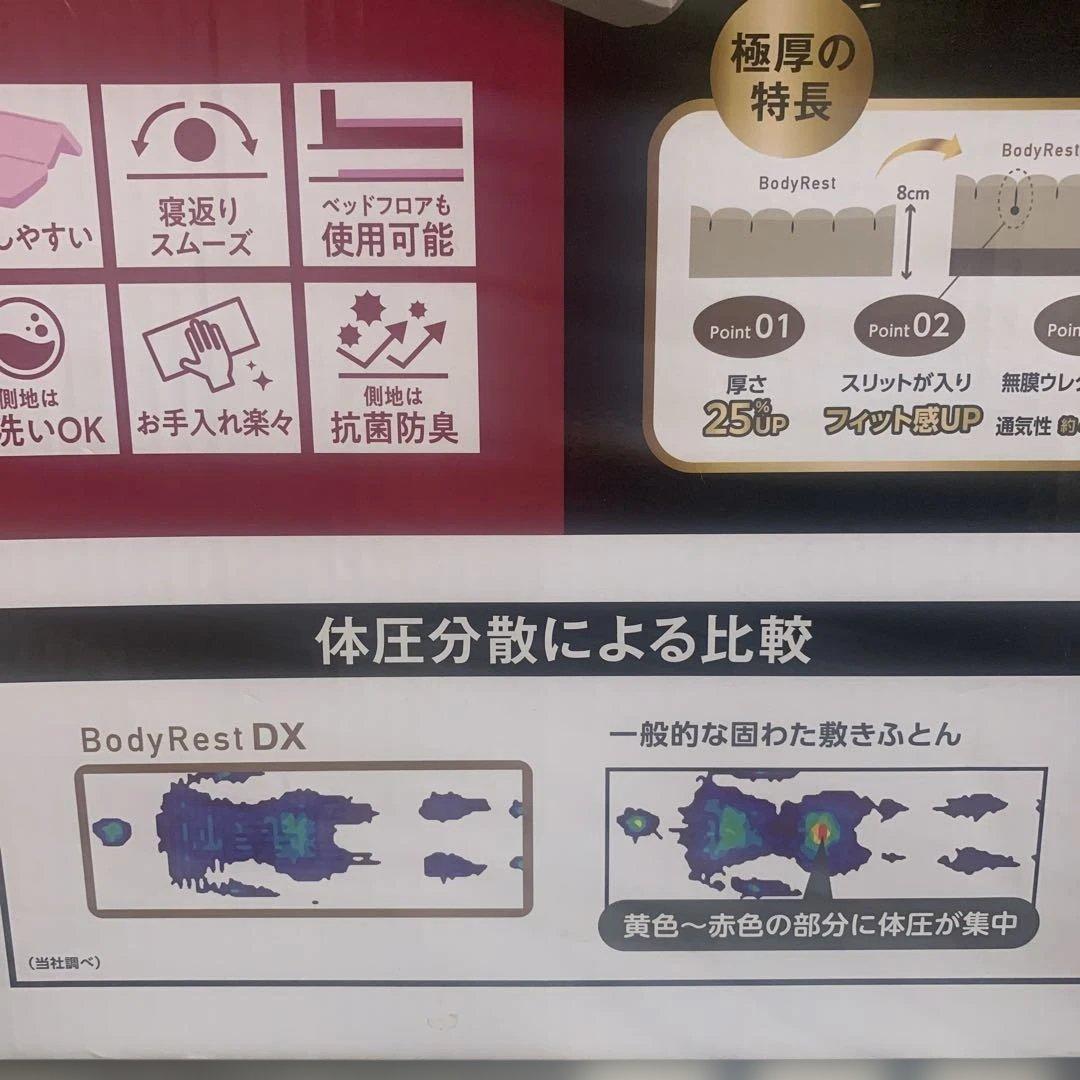 しやすい
寝返り
スムーズ
ベッドフロアも
使用可能
側地は
洗いOK
お手入れ楽々
側地は
抗菌防臭
極厚の
特長
BodyRest
8cm
BodyRest
Point 01
厚さ
25%UP
Point 02
スリットが入り
フィット感UP
Poin
無膜ウレ
通気性 約
体圧分散による比較
BodyRest DX
一般的な固わた敷きふとん
黄色～赤色の部分に体圧が集中
(当社調べ)